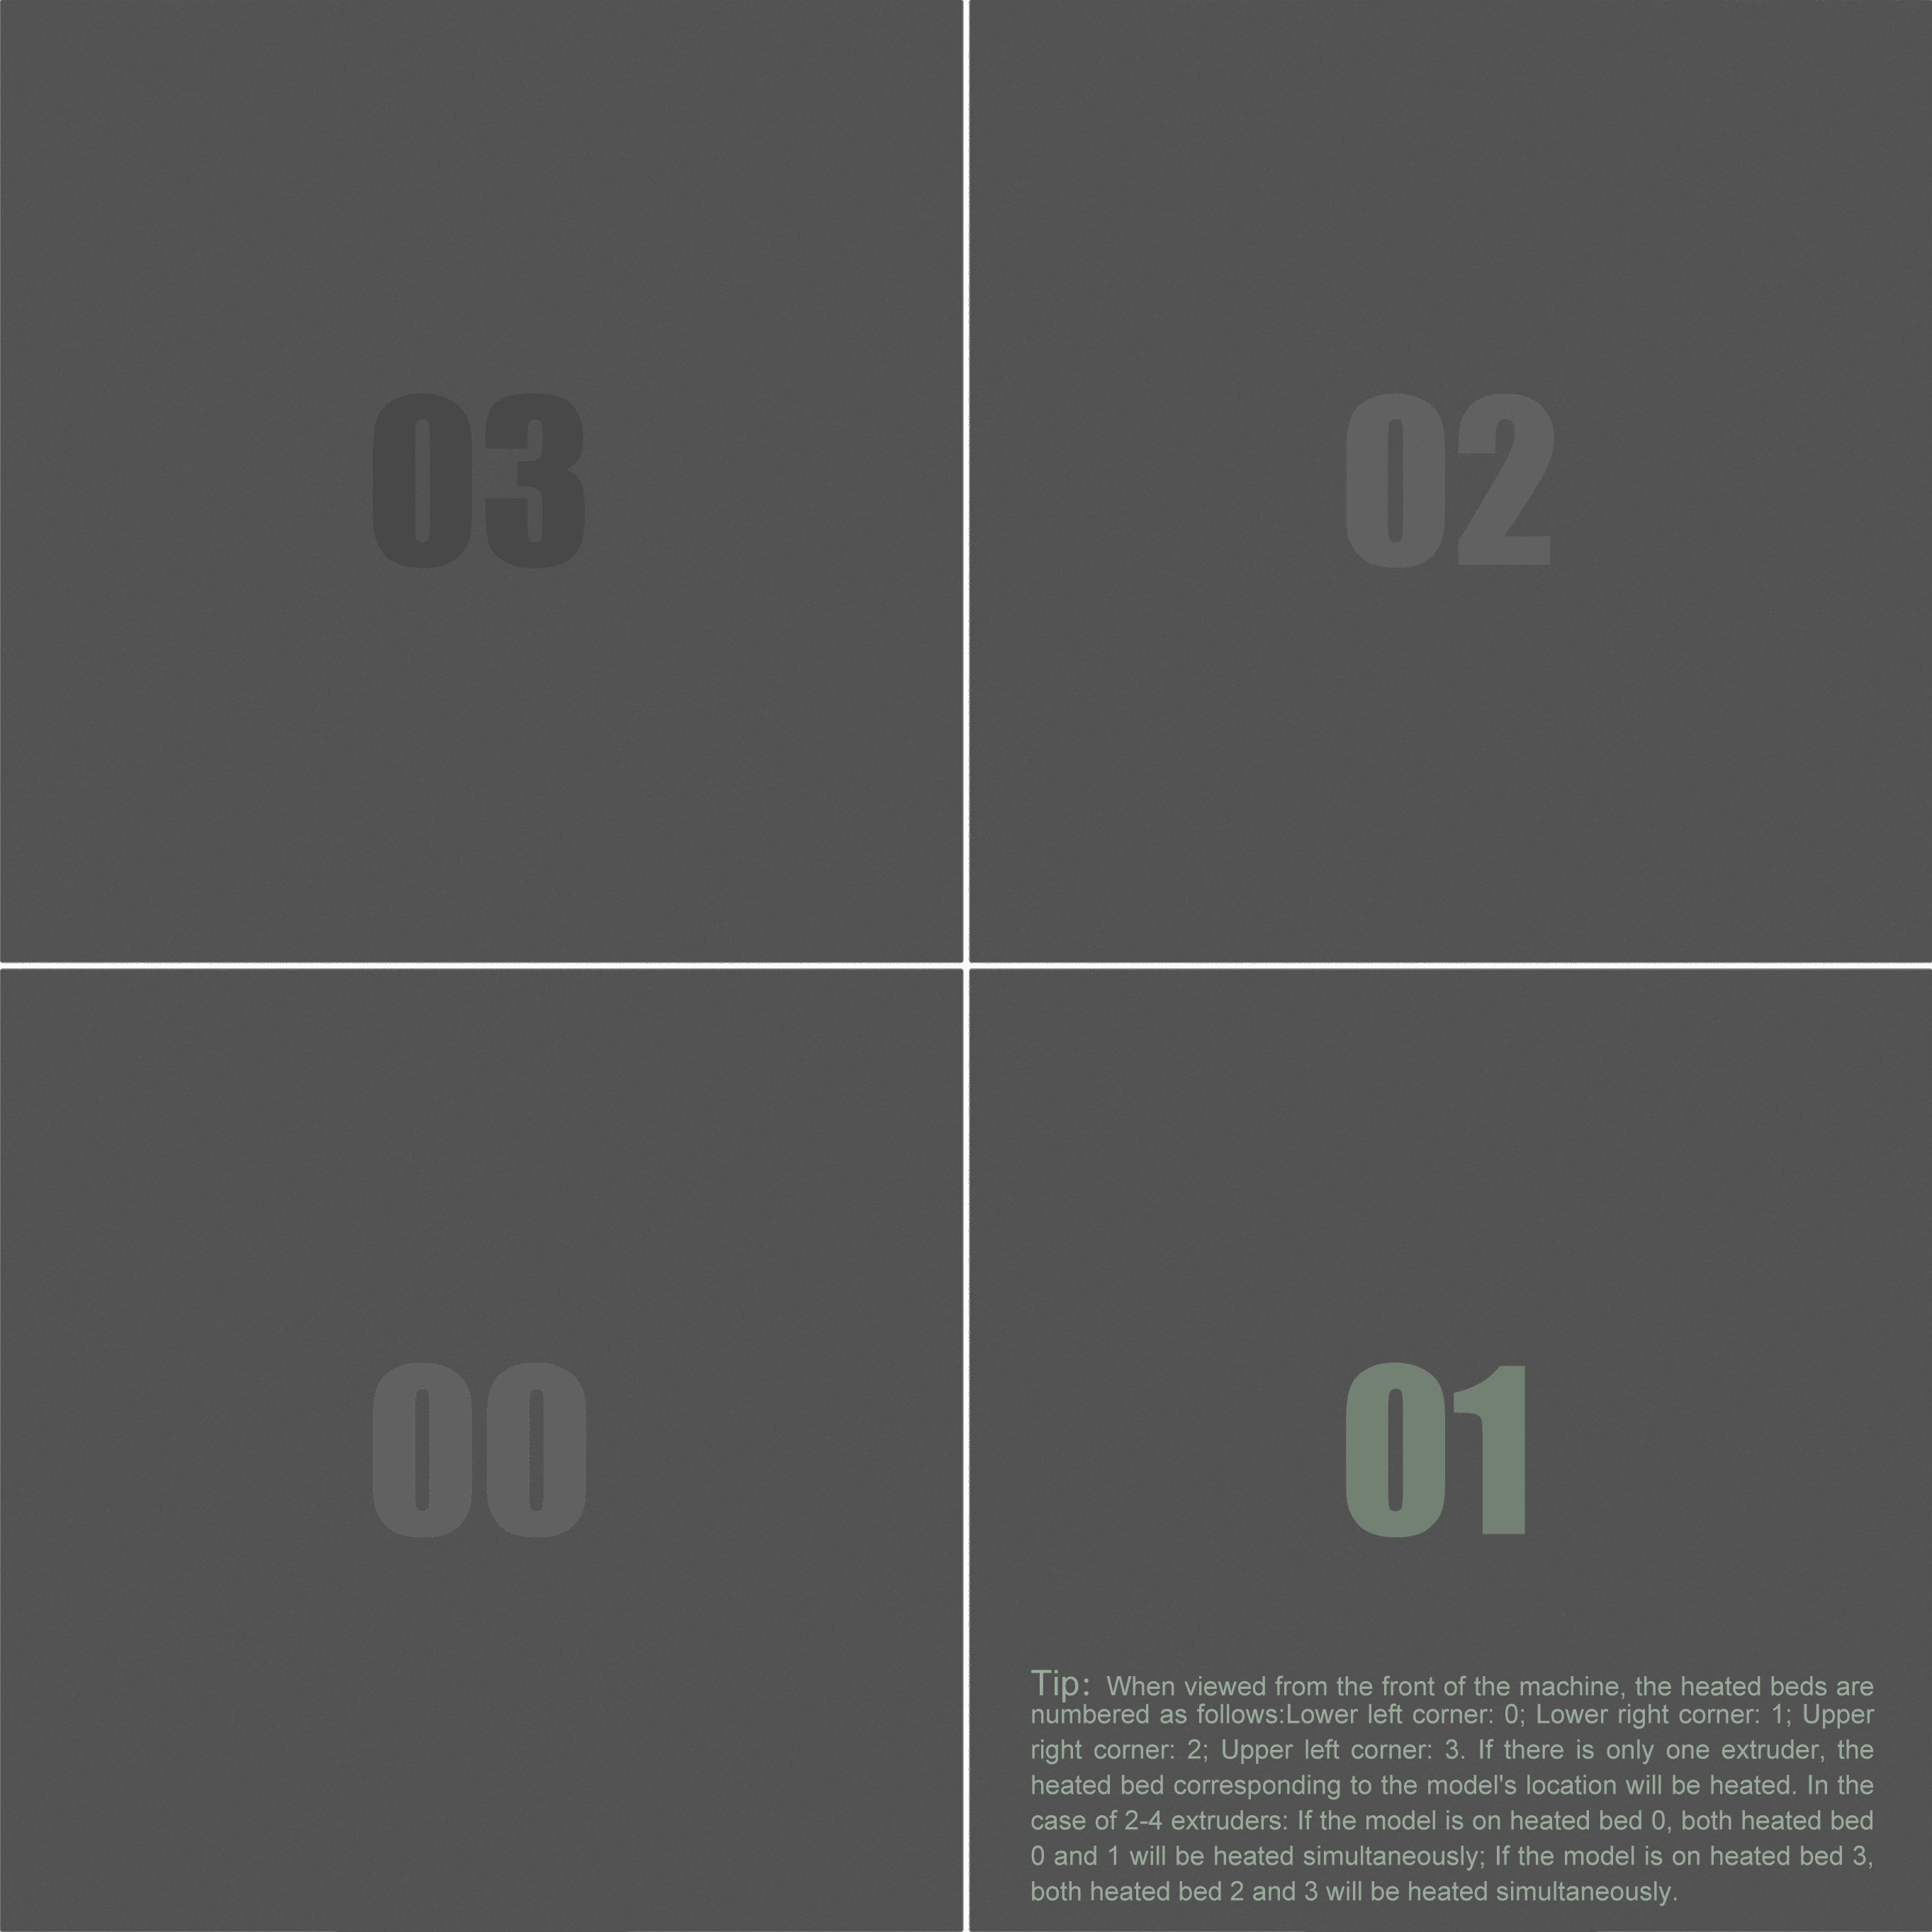 03
02
00
01
Tip: When viewed from the front of the machine, the heated beds are
numbered as follows:Lower left corner: 0; Lower right corner: 1; Upper
right corner: 2; Upper left corner: 3. If there is only one extruder, the
heated bed corresponding to the model's location will be heated. In the
case of 2-4 extruders: If the model is on heated bed 0, both heated bed
0 and 1 will be heated simultaneously; If the model is on heated bed 3,
both heated bed 2 and 3 will be heated simultaneously.